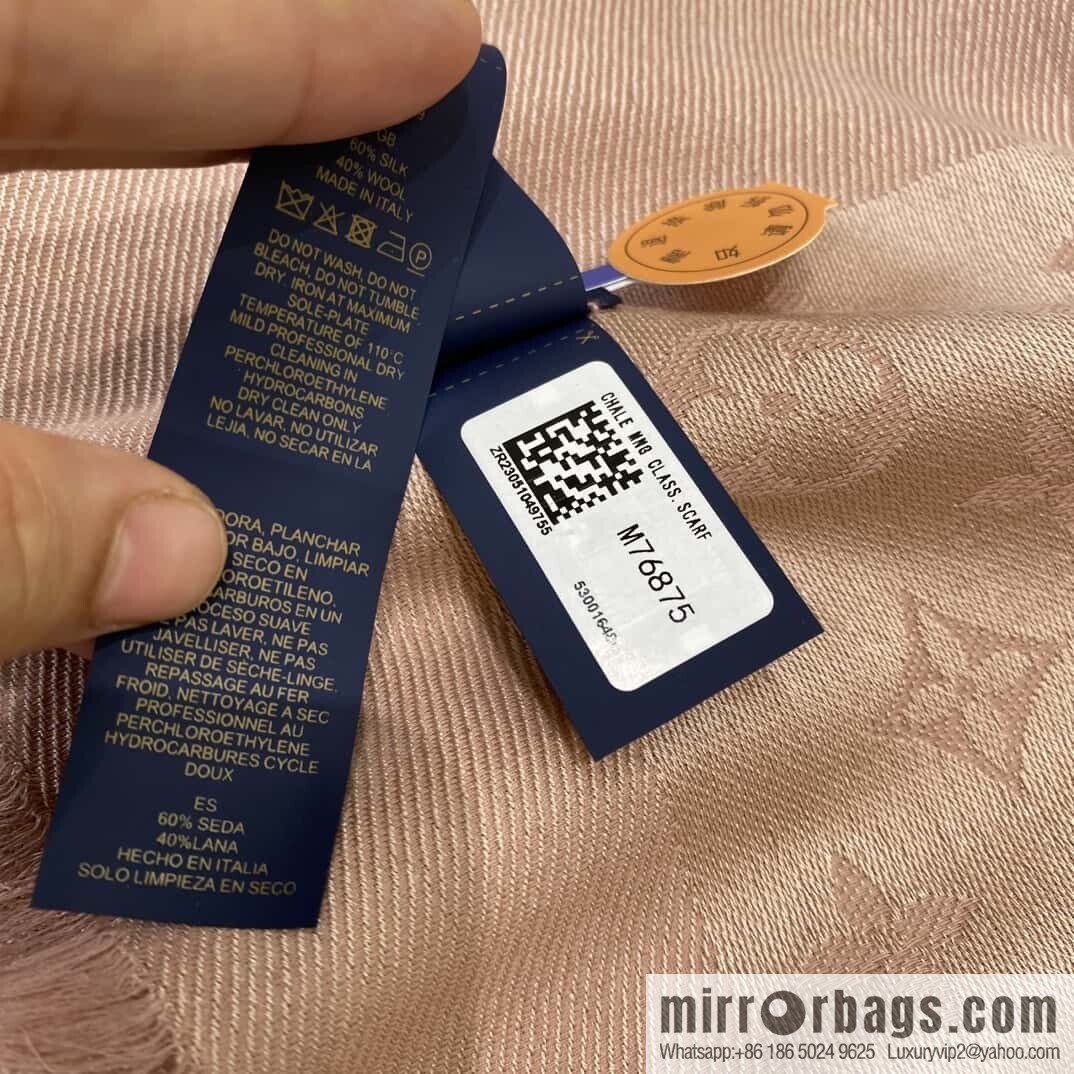 GB
60% SILK
40% WOOL
MADE IN ITALY
P
DO NOT WASH, DO NOT
BLEACH, DO NOT TUMBLE
DRY. IRON AT MAXIMUM
SOLE-PLATE
TEMPERATURE OF 110°C
MILD PROFESSIONAL DRY
CLEANING IN
PERCHLOROETHYLENE,
HYDROCARBONS
DRY CLEAN ONLY
NO LAVAR, NO UTILIZAR
LEJIA, NO SECAR EN LA
DORA, PLANCHAR
OR BAJO, LIMPIAR
SECO EN
OROETILENO,
CARBUROS EN UN
PROCESO SUAVE
PAS LAVER, NE PAS
JAVELLISER, NE PAS
UTILISER DE SÈCHE-LINGE.
REPASSAGE AU FER
FROID, NETTOYAGE A SEC
PROFESSIONNEL AU
PERCHLOROETHYLENE
HYDROCARBURES CYCLE
DOUX
ES
60% SEDA
40%LANA
HECHO EN ITALIA
SOLO LIMPIEZA EN SECO
CHALE MNG CLASS. SCARF
ZR23051049755
M76875
mirrorbags.com
Whatsapp:+86 186 5024 9625 Luxuryvip2@yahoo.com